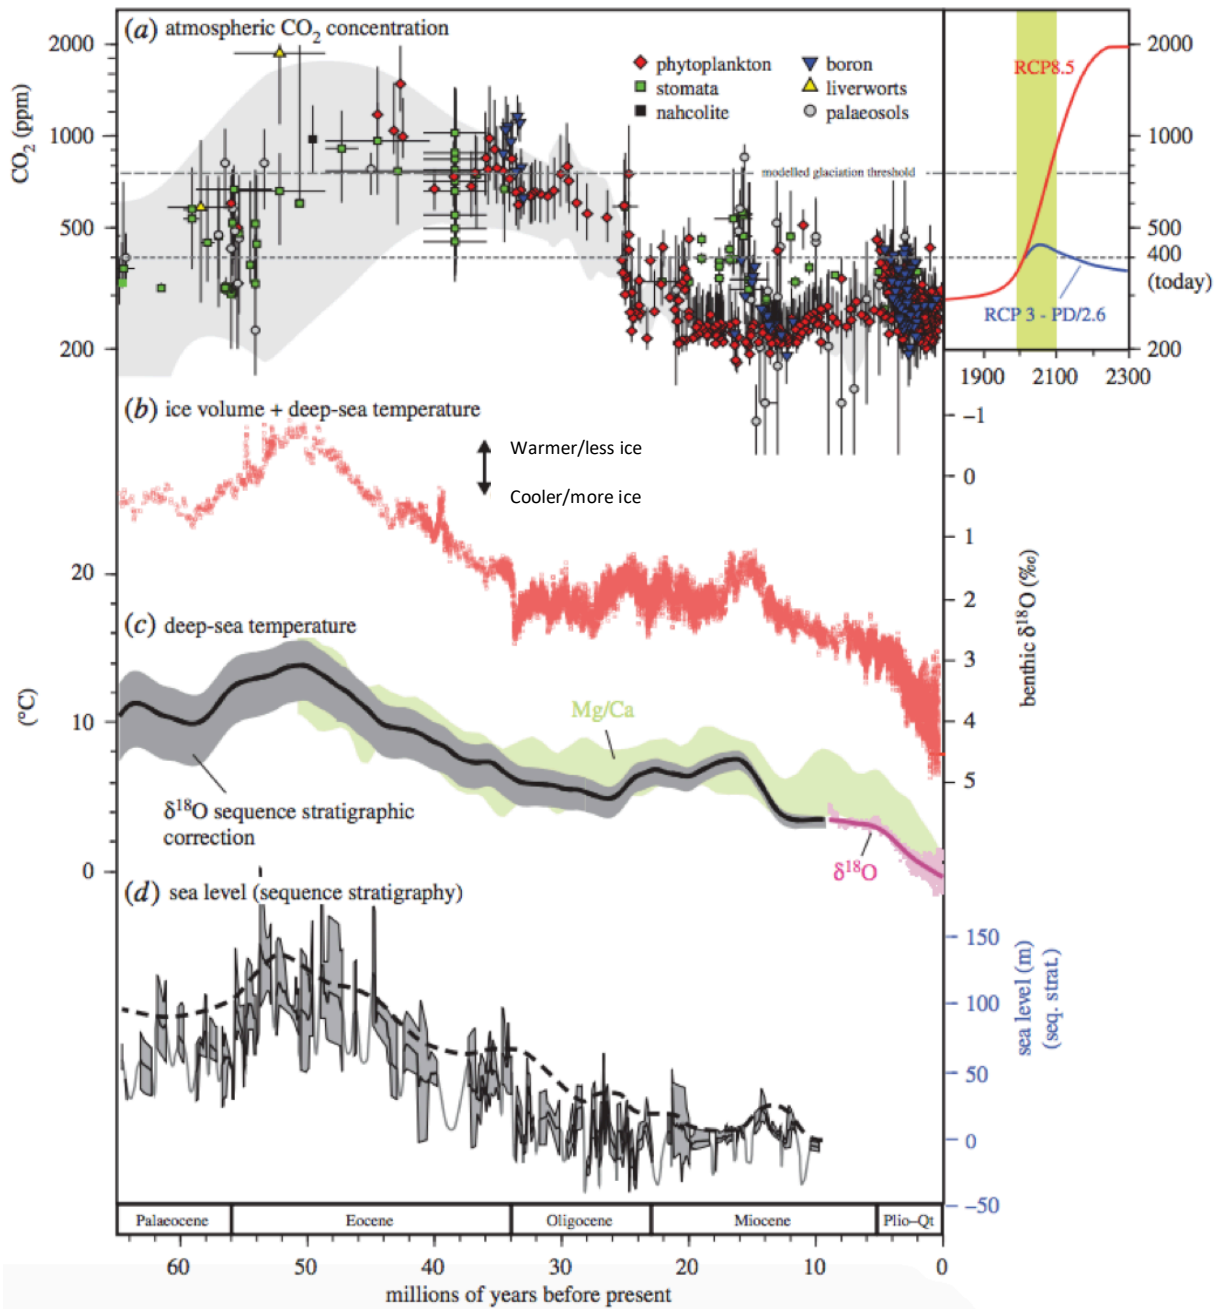 (a) atmospheric CO2 concentration
2000
1000
500
200
CO2 (ppm)
phytoplankton
stomata
nahcolite
boron
liverworts
palaeosols
modelled glaciation threshold
RCP8.5
RCP 3 - PD/2.6
2000
1000
500
400
(today)
200
1900
2100
2300
(b) ice volume + deep-sea temperature
Warmer/less ice
Cooler/more ice
−1
0
1
2
3
4
5
benthic δ18O (‰)
(c) deep-sea temperature
20
10
0
(°C)
Mg/Ca
δ18O sequence stratigraphic
correction
δ18O
(d) sea level (sequence stratigraphy)
150
100
50
0
−50
sea level (m)
(seq. strat.)
Palaeocene
Eocene
Oligocene
Miocene
Plio–Qt
60
50
40
30
20
10
0
millions of years before present